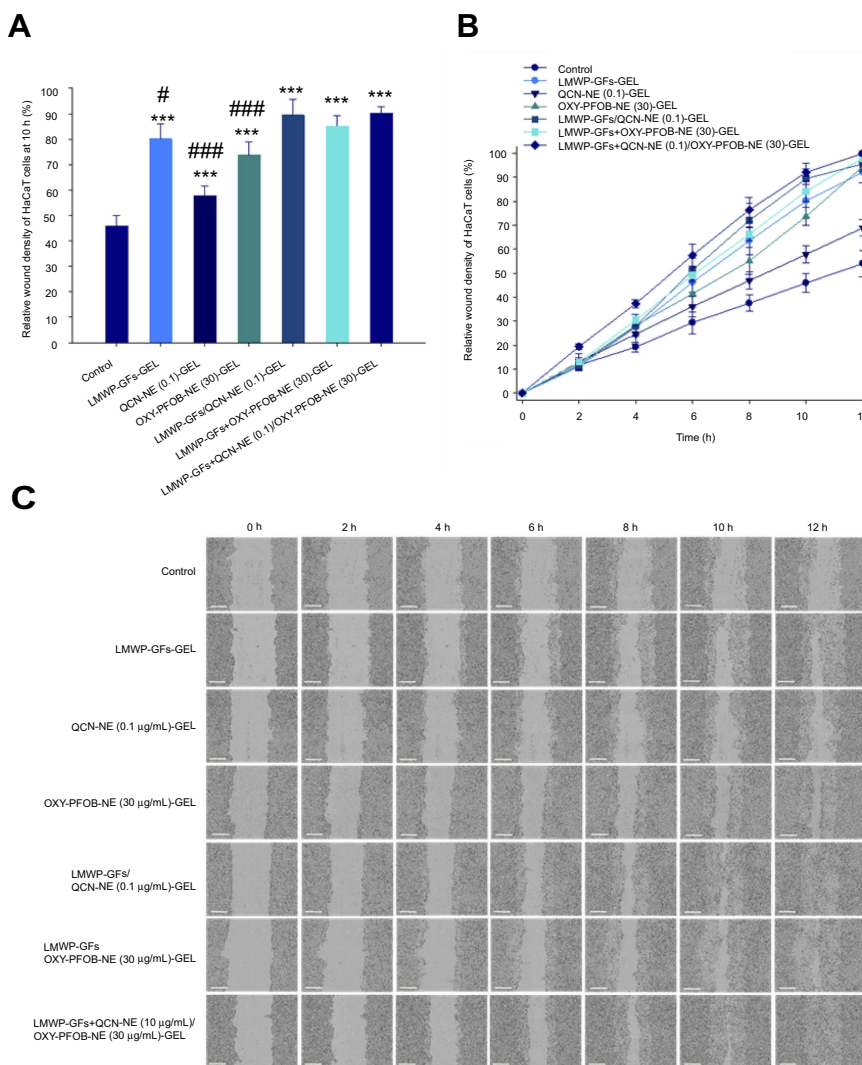 A
Relative wound density of HaCaT cells at 10 h (%)
100
90
80
70
60
50
40
30
20
10
0
#
***
###
***
###
***
***
***
***
Control
LMWP-GFs-GEL
QCN-NE (0.1)-GEL
OXY-PFOB-NE (30)-GEL
LMWP-GFs/QCN-NE (0.1)-GEL
LMWP-GFs+OXY-PFOB-NE (30)-GEL
LMWP-GFs+QCN-NE (0.1)/OXY-PFOB-NE (30)-GEL
B
Control
LMWP-GFs-GEL
QCN-NE (0.1)-GEL
OXY-PFOB-NE (30)-GEL
LMWP-GFs/QCN-NE (0.1)-GEL
LMWP-GFs+OXY-PFOB-NE (30)-GEL
LMWP-GFs+QCN-NE (0.1)/OXY-PFOB-NE (30)-GEL
Relative wound density of HaCaT cells (%)
100
90
80
70
60
50
40
30
20
10
0
0 2 4 6 8 10
Time (h)
C
0 h 2 h 4 h 6 h 8 h 10 h 12 h
Control
LMWP-GFs-GEL
QCN-NE (0.1 µg/mL)-GEL
OXY-PFOB-NE (30 µg/mL)-GEL
LMWP-GFs/
QCN-NE (0.1 µg/mL)-GEL
LMWP-GFs
OXY-PFOB-NE (30 µg/mL)-GEL
LMWP-GFs+QCN-NE (10 µg/mL)/
OXY-PFOB-NE (30 µg/mL)-GEL